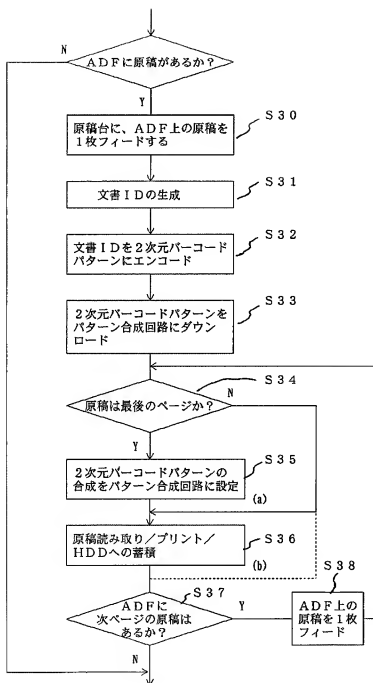 N
ADFに原稿があるか?
Y
S30
原稿台に、ADF上の原稿を
1枚フィードする
S31
文書IDの生成
S32
文書IDを2次元バーコード
パターンにエンコード
S33
2次元バーコードパターンを
パターン合成回路にダウン
ロード
S34
原稿は最後のページか?
N
Y
S35
2次元バーコードパターンの
合成をパターン合成回路に設定
(a)
S36
原稿読み取り/プリント/
HDDへの蓄積
(b)
S37
ADFに
次ページの原稿は
あるか?
Y
S38
ADF上の
原稿を1枚
フィード
N